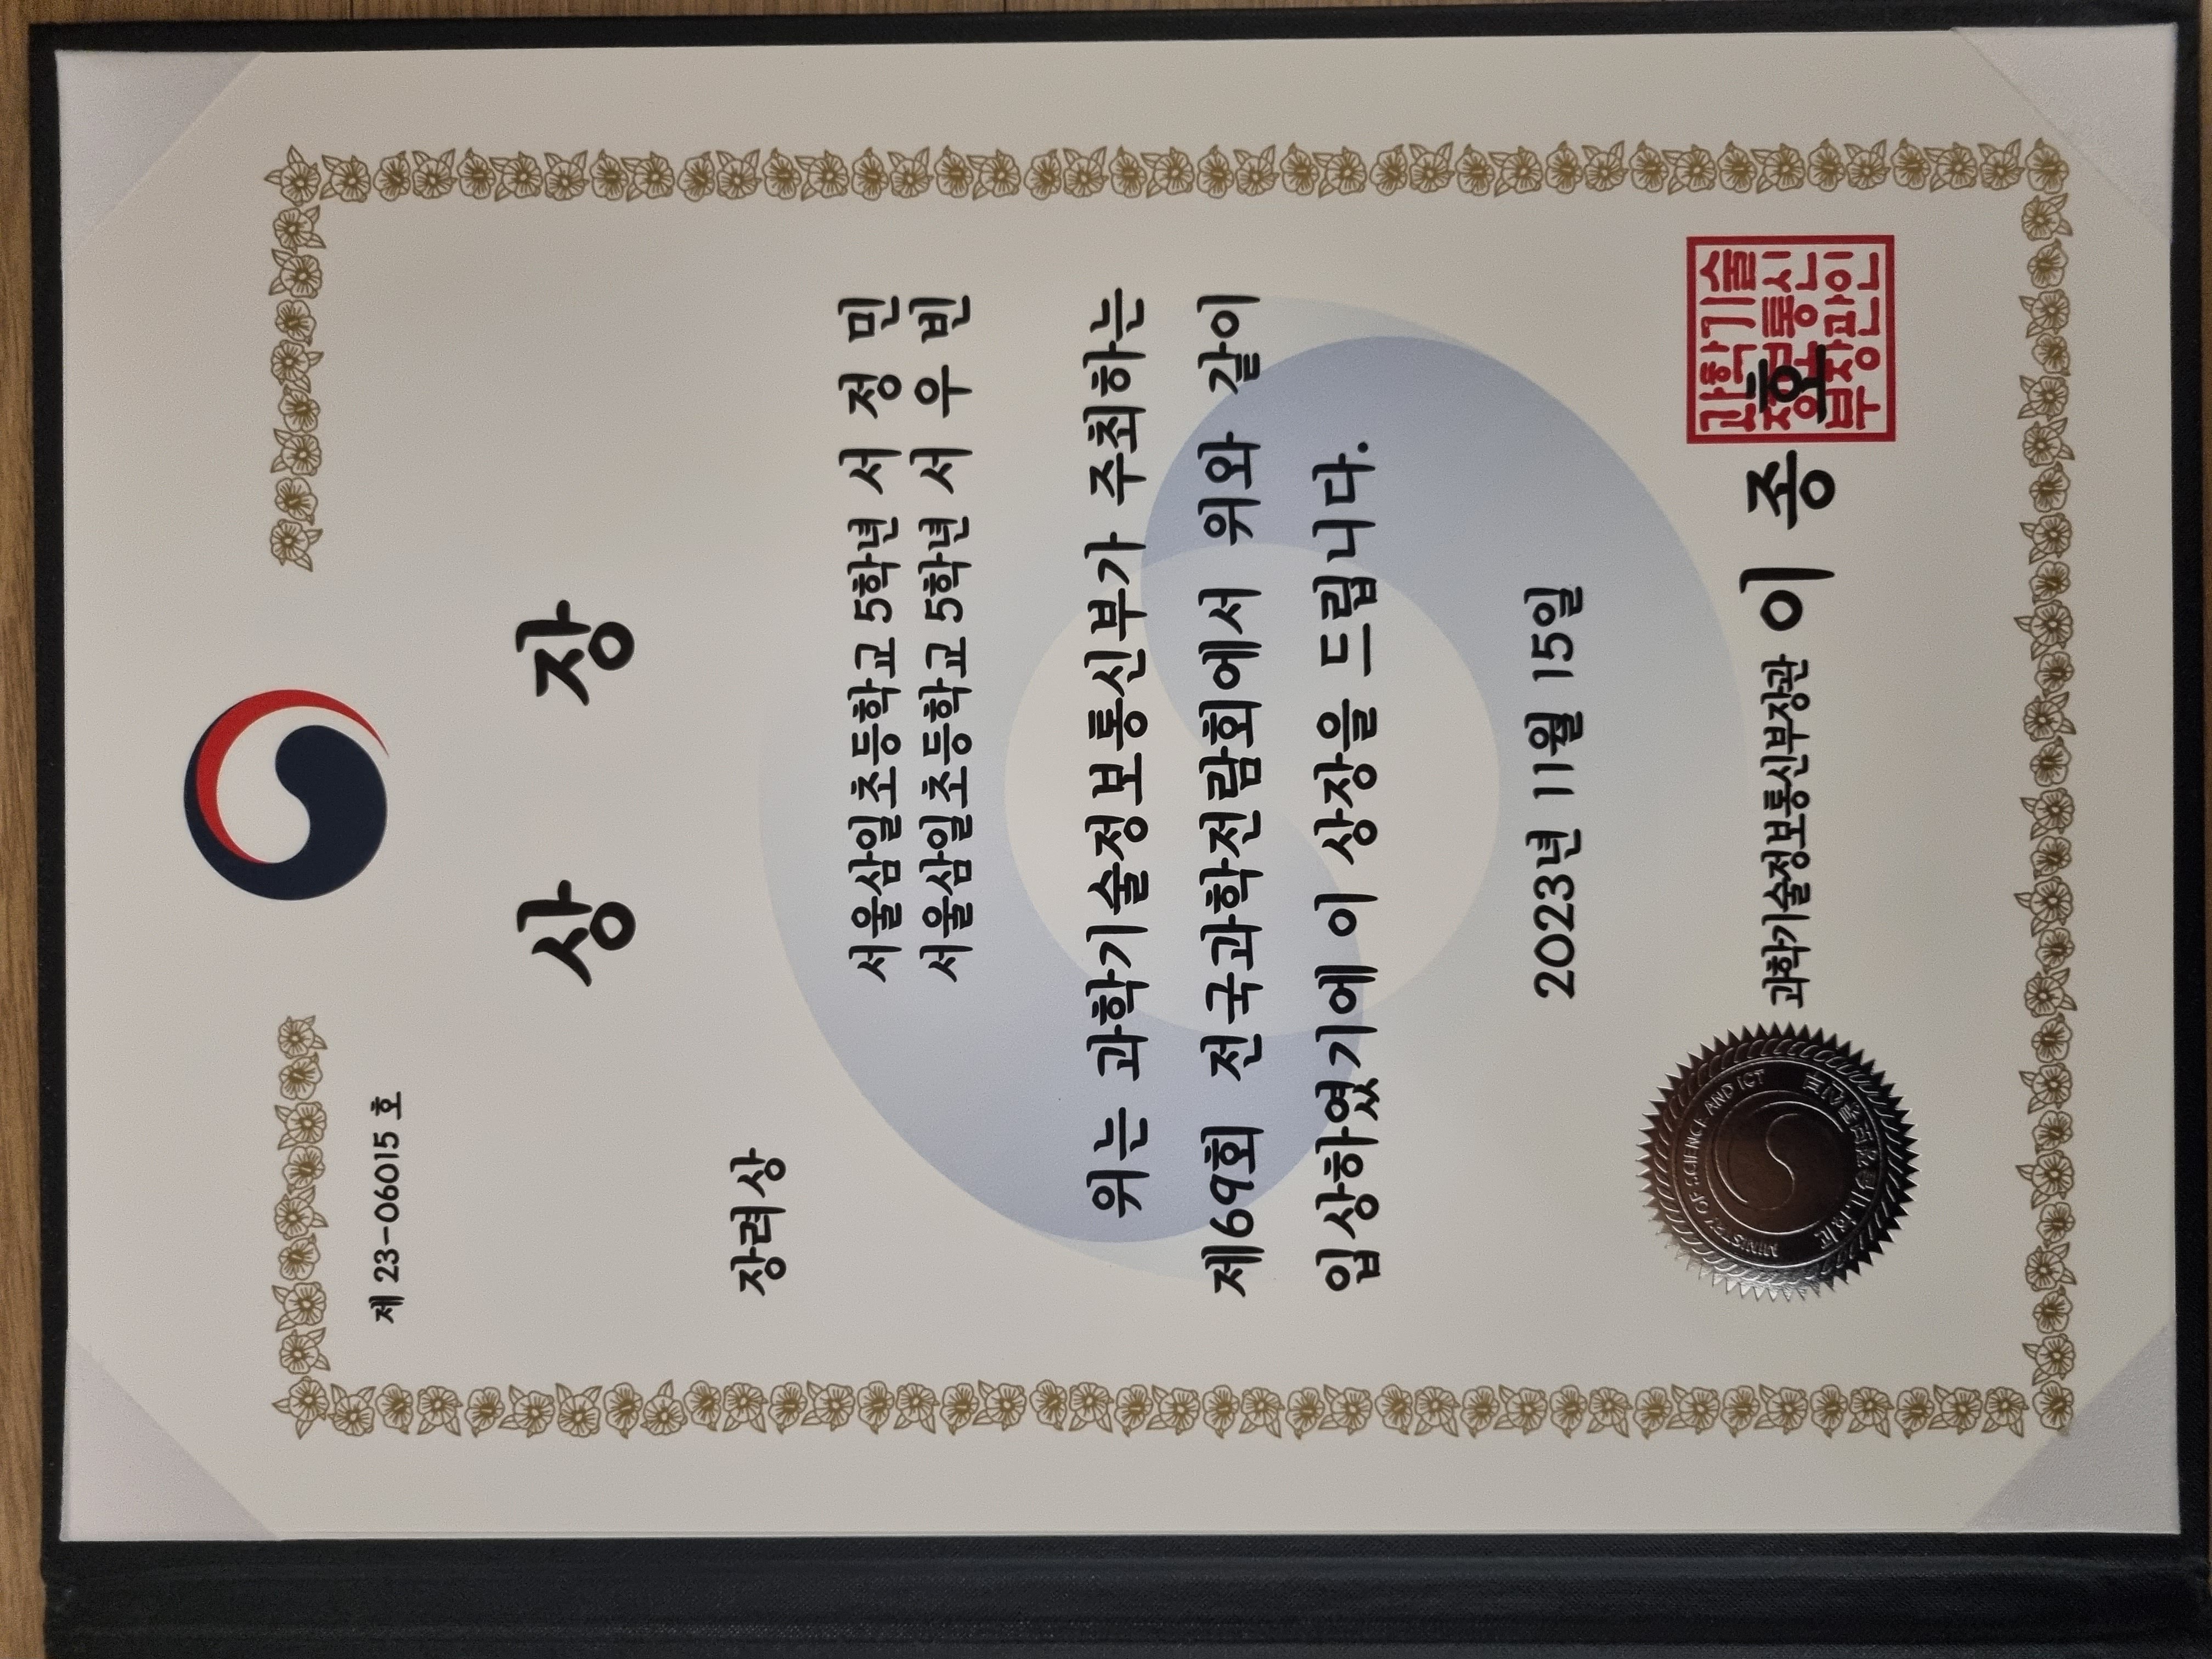 제 23-06015 호
상 장
장려상
서울삼일초등학교 5학년 서 정 민
서울삼일초등학교 5학년 서 우 빈
위는 과학기술정보통신부가 주최하는
제69회 전국과학전람회에서 위와 같이
입상하였기에 이 상장을 드립니다.
2023년 11월 15일
MINISTRY OF SCIENCE AND ICT
과학기술정보통신부
과학기술정보통신부장관 이 종 호
과학기술
정보통신
부장관인